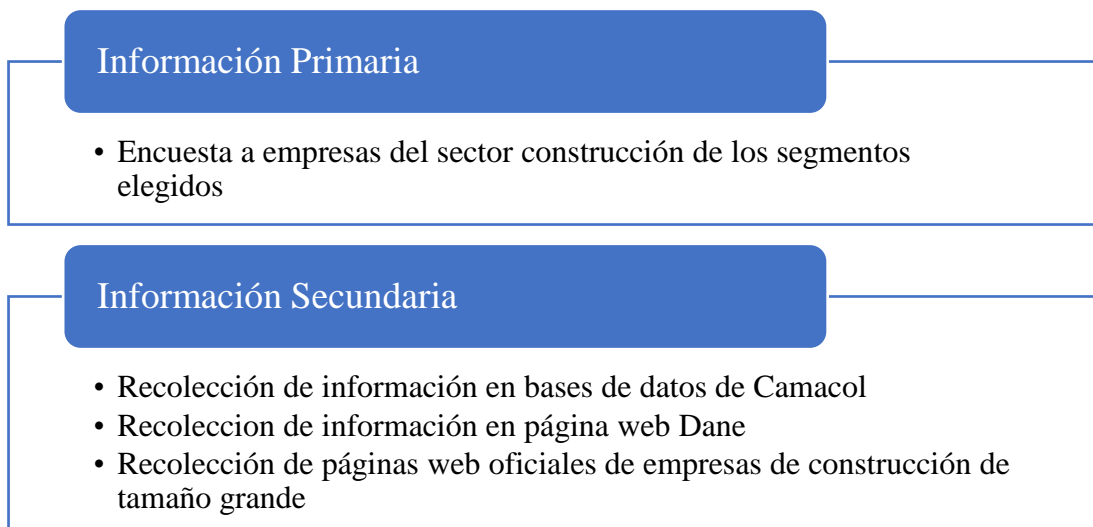 Información Primaria
• Encuesta a empresas del sector construcción de los segmentos
elegidos
Información Secundaria
• Recolección de información en bases de datos de Camacol
• Recoleccion de información en página web Dane
• Recolección de páginas web oficiales de empresas de construcción de
tamaño grande